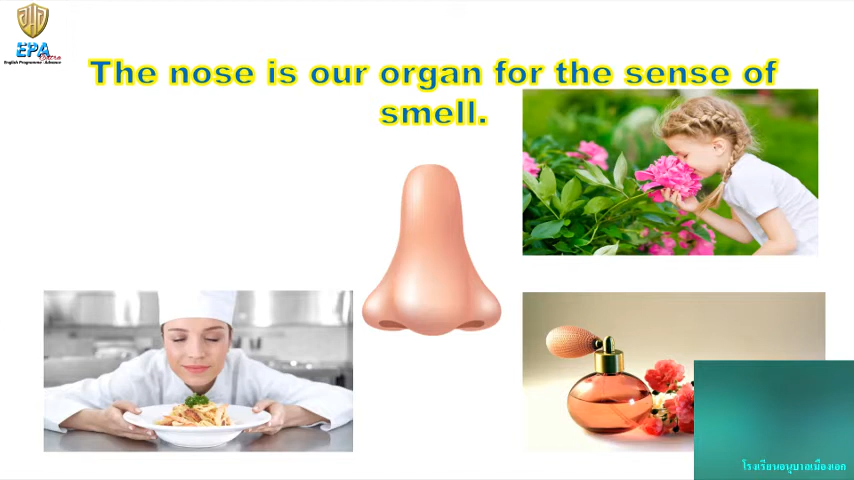 EPA
Extra
English Programme : Advance
The nose is our organ for the sense of
smell.
โรงเรียนอนุบาลเมืองเอก